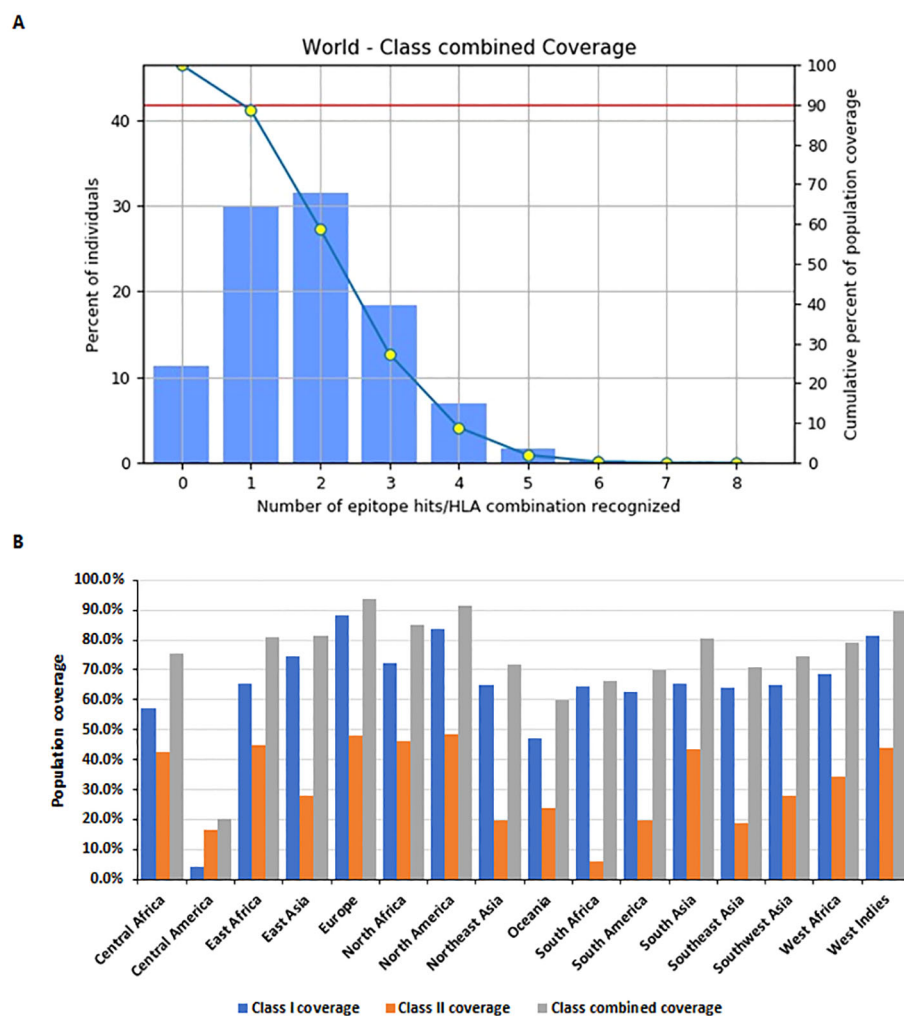 A
World - Class combined Coverage
Percent of individuals
40
30
20
10
0
100
90
80
70
60
50
40
30
20
10
0
Cumulative percent of population coverage
0 1 2 3 4 5 6 7 8
Number of epitope hits/HLA combination recognized
B
Population coverage
100.0%
90.0%
80.0%
70.0%
60.0%
50.0%
40.0%
30.0%
20.0%
10.0%
0.0%
Central Africa
Central America
East Africa
East Asia
Europe
North Africa
North America
Northeast Asia
Oceania
South Africa
South America
South Asia
Southeast Asia
Southwest Asia
West Africa
West Indies
Class I coverage Class II coverage Class combined coverage